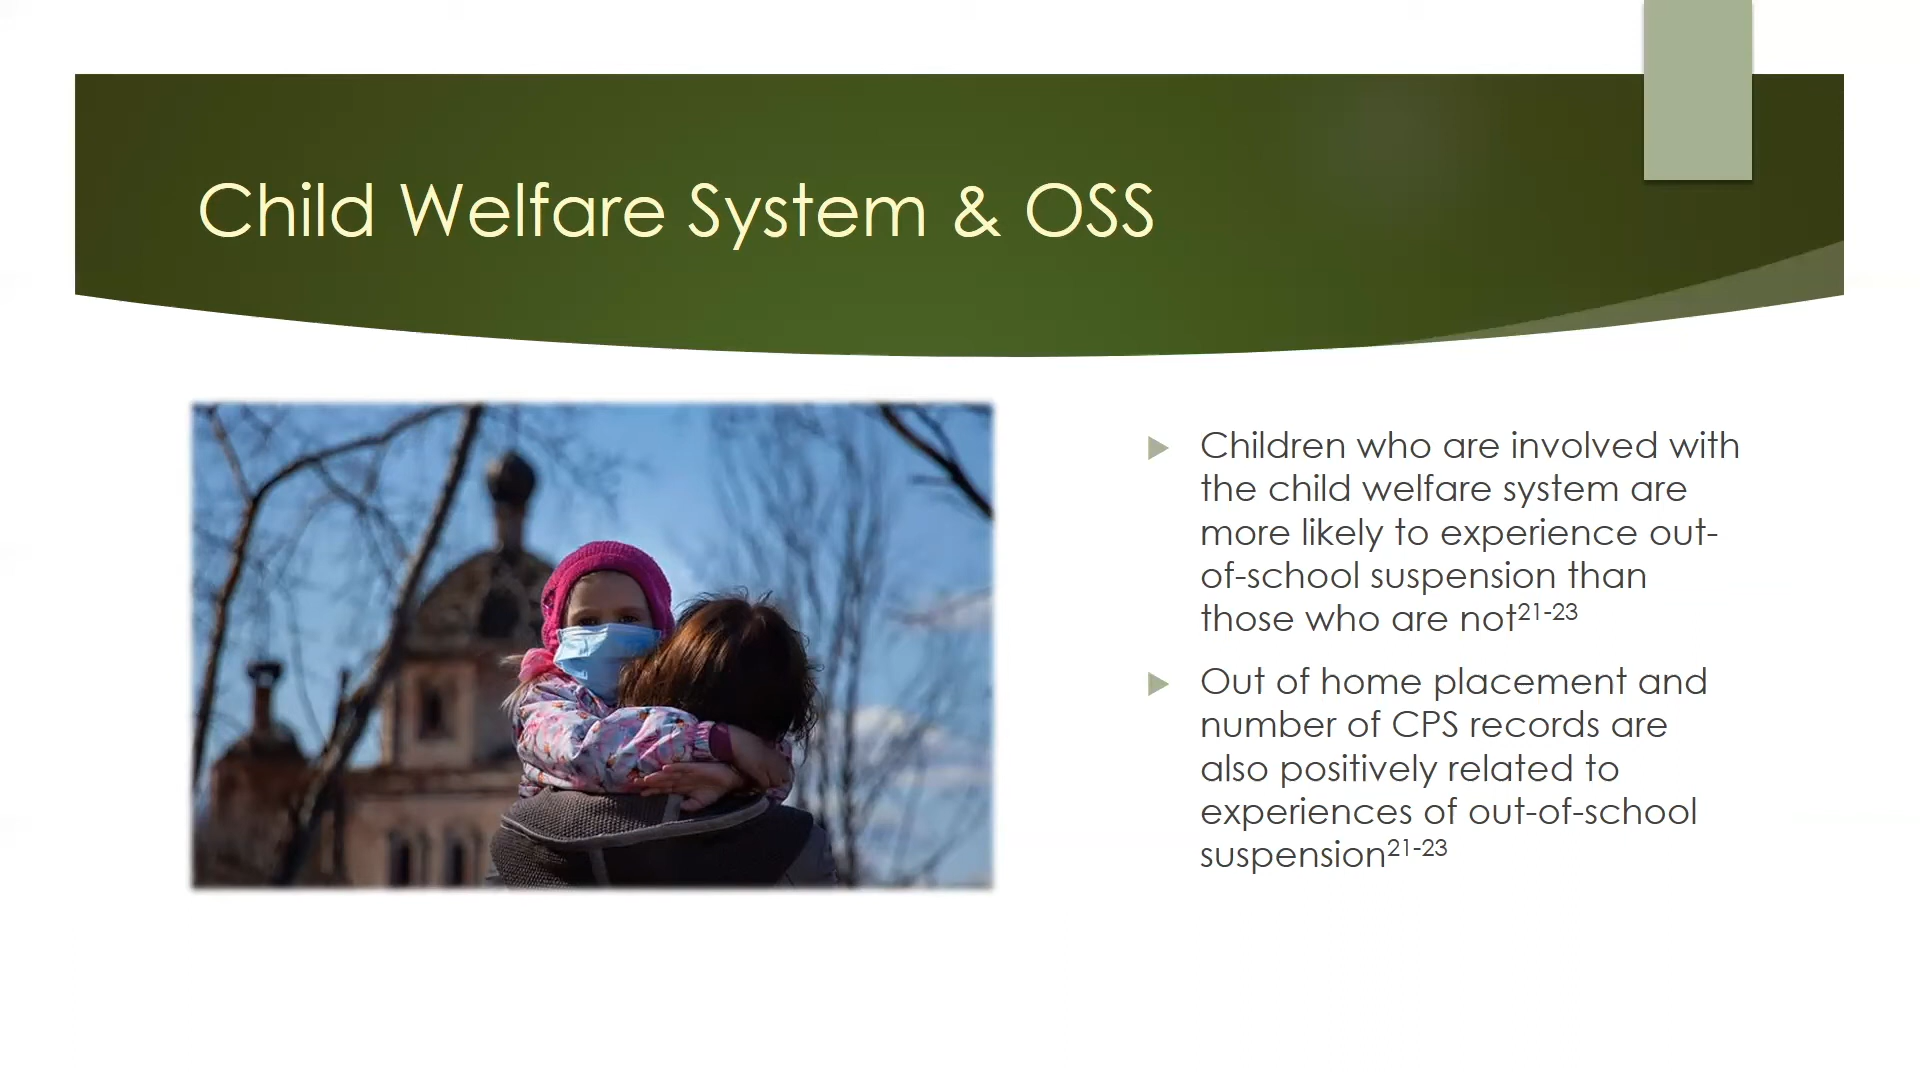 Child Welfare System & OSS
Children who are involved with
the child welfare system are
more likely to experience out-
of-school suspension than
those who are not21-23
Out of home placement and
number of CPS records are
also positively related to
experiences of out-of-school
suspension21-23